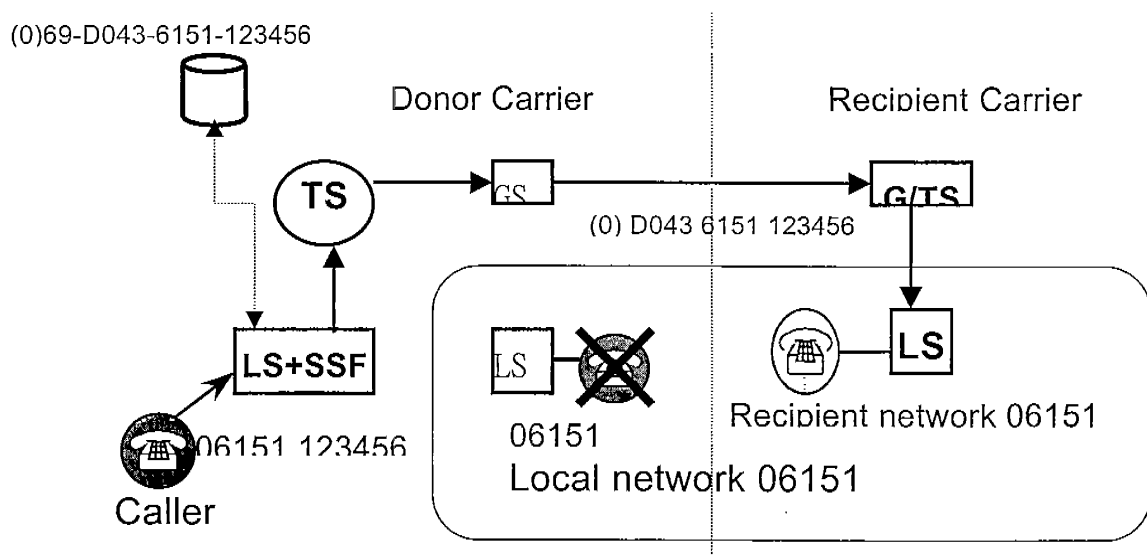 (0)69-D043-6151-123456
Donor Carrier
Recipient Carrier
TS
GS
G/TS
(0) D043 6151 123456
LS+SSF
LS
LS
06151 123456
06151
Recipient network 06151
Local network 06151
Caller